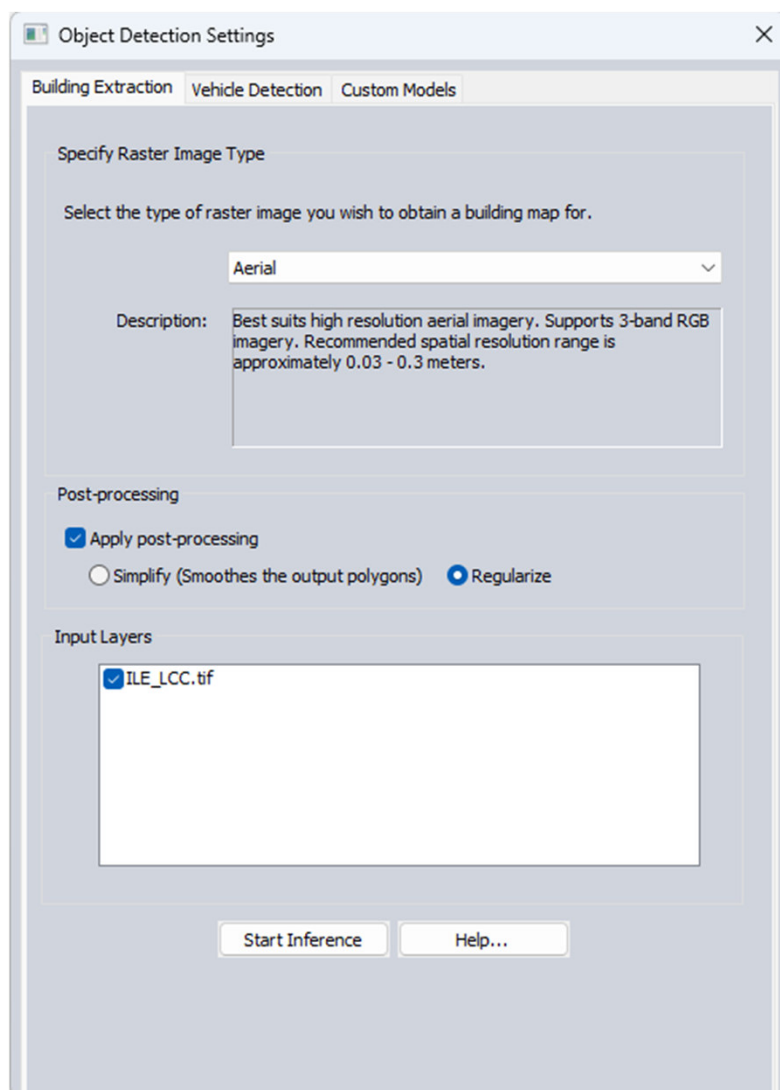 Object Detection Settings
Building Extraction Vehicle Detection Custom Models
Specify Raster Image Type
Select the type of raster image you wish to obtain a building map for.
Aerial
Description: Best suits high resolution aerial imagery. Supports 3-band RGB
imagery. Recommended spatial resolution range is
approximately 0.03 - 0.3 meters.
Post-processing
Apply post-processing
Simplify (Smoothes the output polygons) Regularize
Input Layers
ILE_LCC.tif
Start Inference Help...